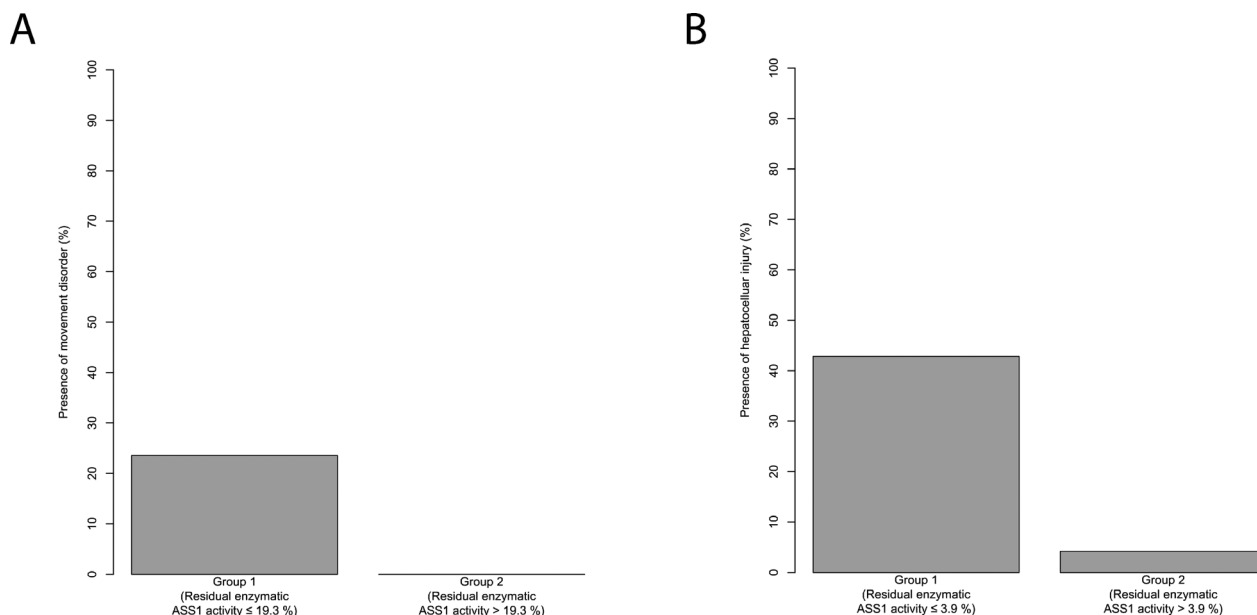 A
Presence of movement disorder (%)
100
90
80
70
60
50
40
30
20
10
0
Group 1
(Residual enzymatic
ASS1 activity ≤ 19.3 %)
Group 2
(Residual enzymatic
ASS1 activity > 19.3 %)
B
Presence of hepatocelluar injury (%)
100
90
80
70
60
50
40
30
20
10
0
Group 1
(Residual enzymatic
ASS1 activity ≤ 3.9 %)
Group 2
(Residual enzymatic
ASS1 activity > 3.9 %)